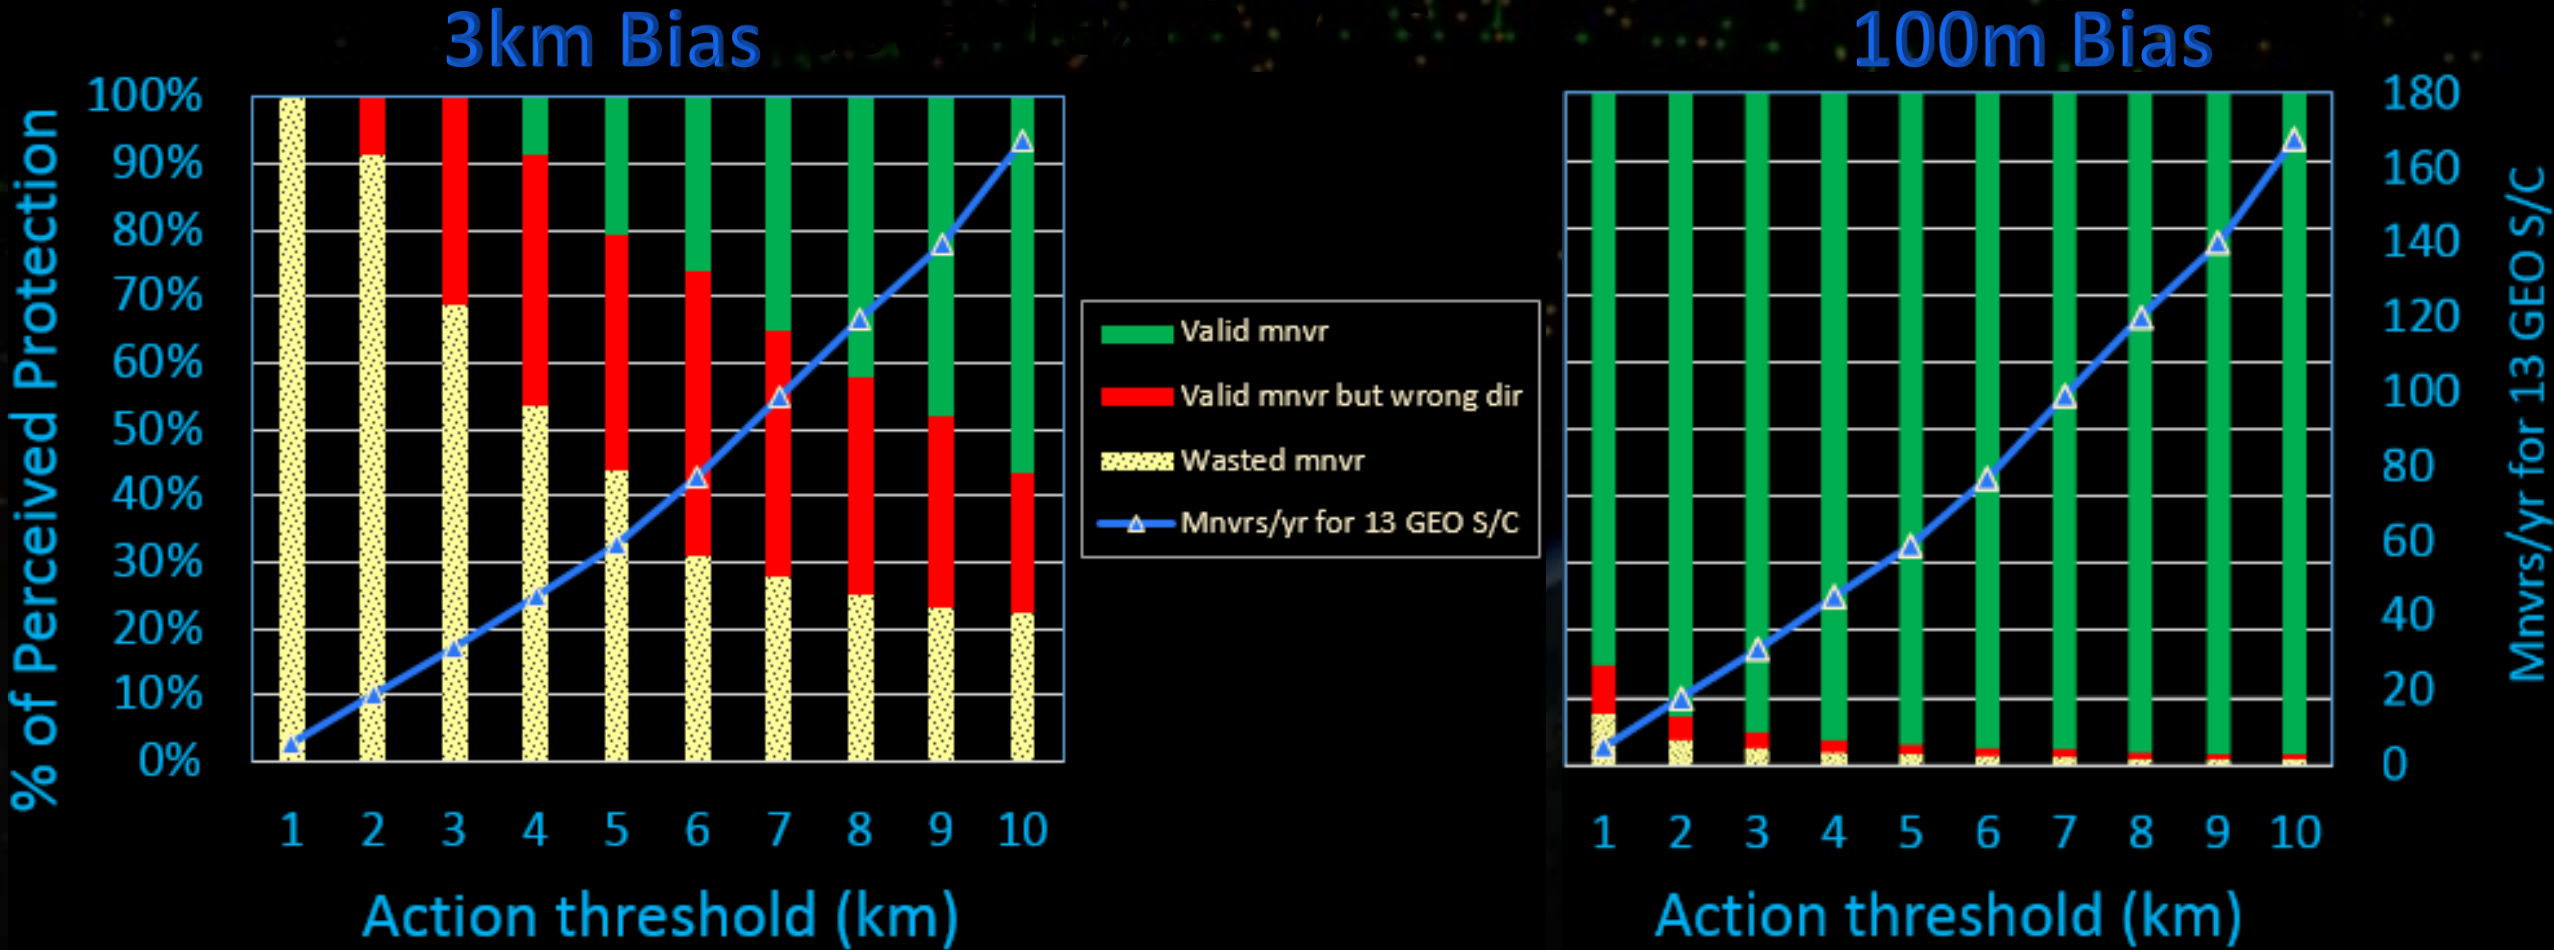 3km Bias
100m Bias
% of Perceived Protection
100%
90%
80%
70%
60%
50%
40%
30%
20%
10%
0%
1 2 3 4 5 6 7 8 9 10
Action threshold (km)
Valid mnvr
Valid mnvr but wrong dir
Wasted mnvr
Mnvrs/yr for 13 GEO S/C
180
160
140
120
100
80
60
40
20
0
1 2 3 4 5 6 7 8 9 10
Action threshold (km)
Mnvrs/yr for 13 GEO S/C